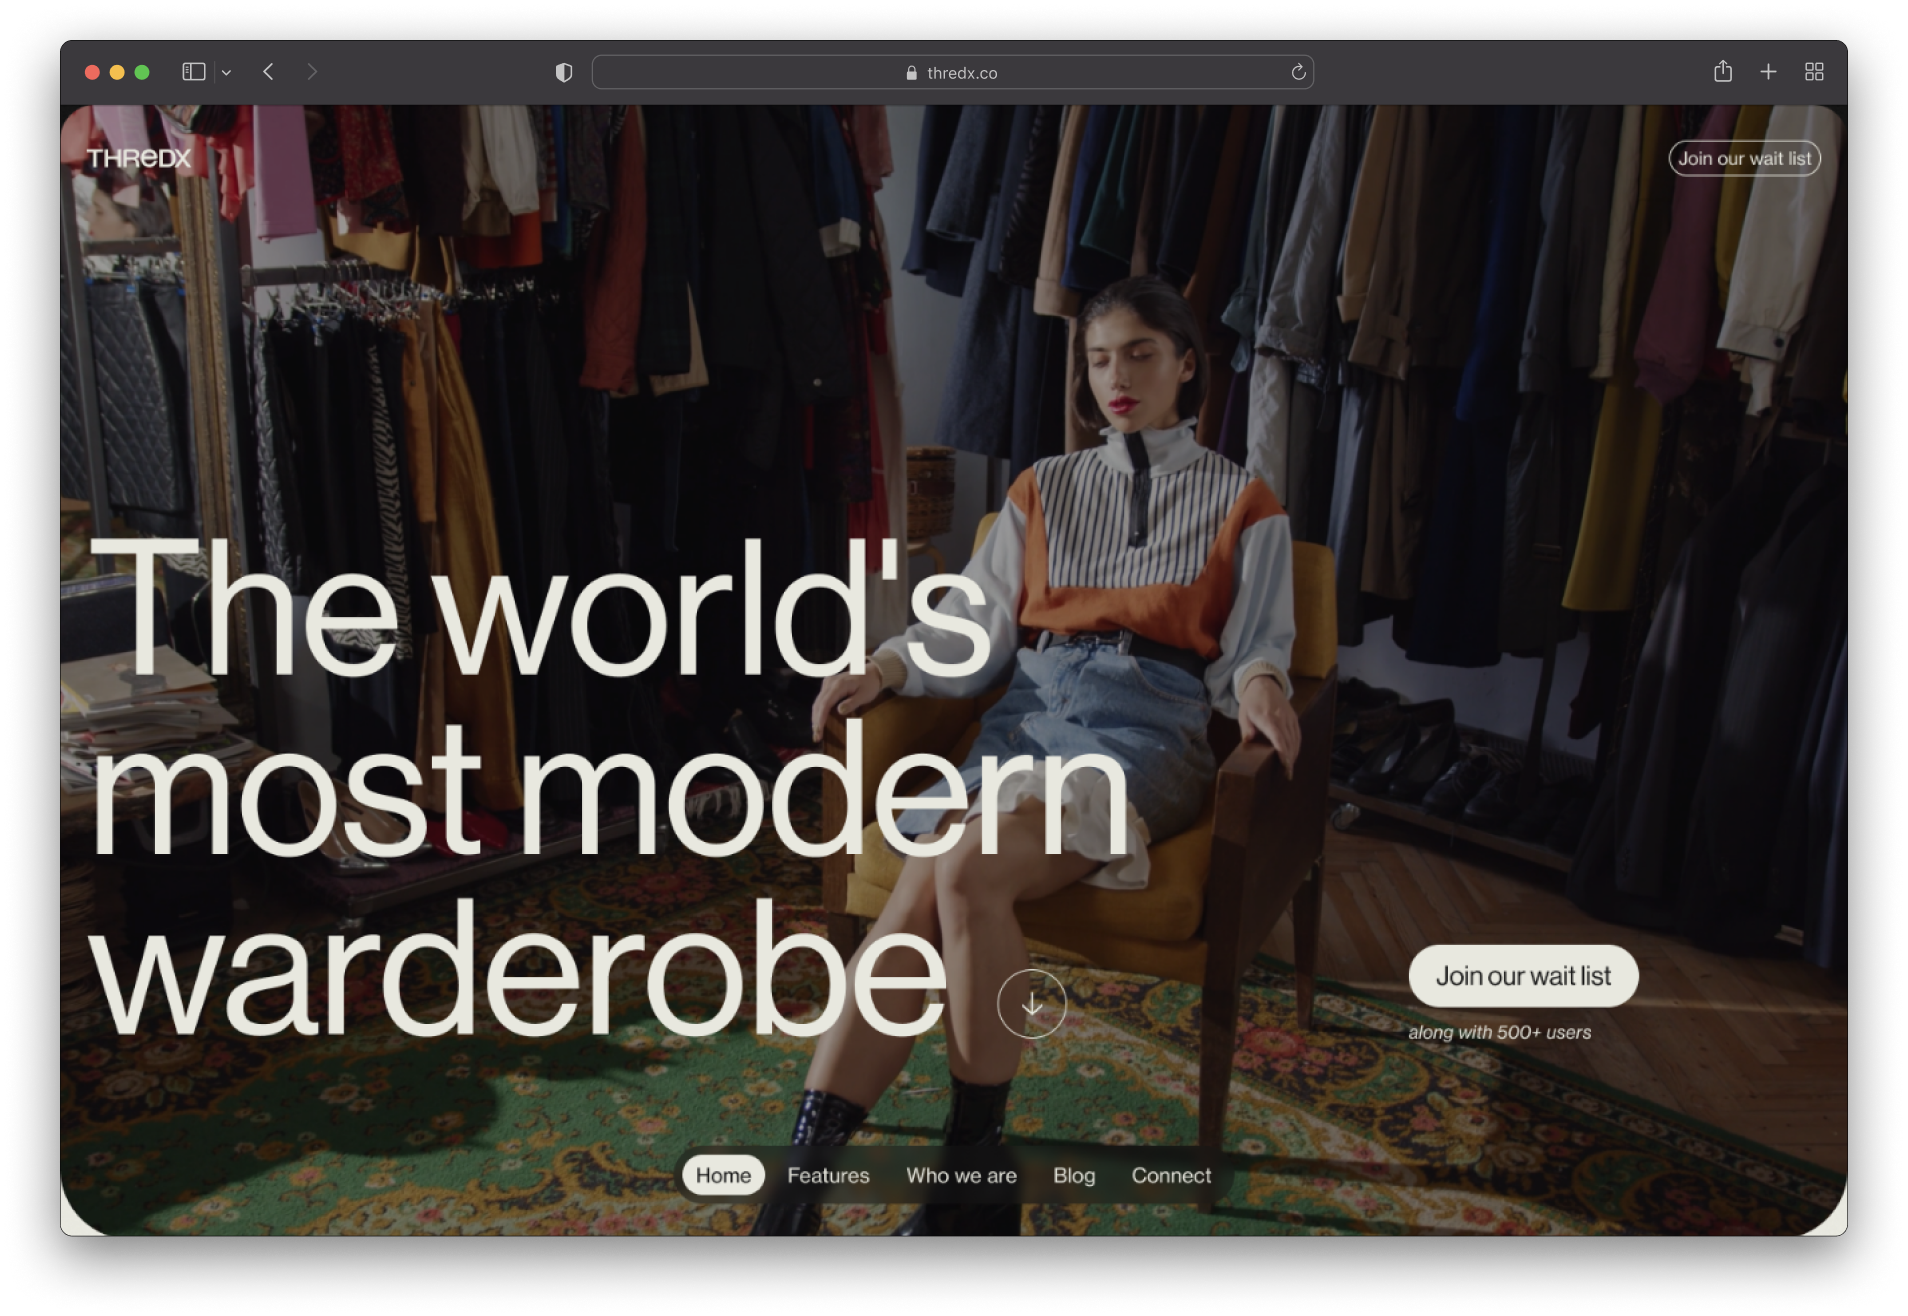 thredx.co
THReDX
Join our wait list
The world's
most modern
warderobe
Join our wait list
along with 500+ users
Home Features Who we are Blog Connect